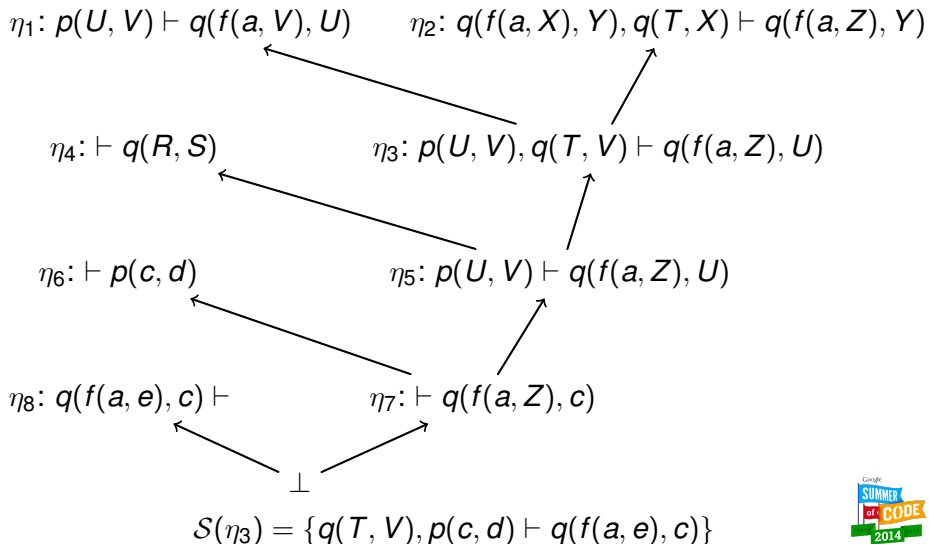 η₁: p(U, V) ⊢ q(f(a, V), U) η₂: q(f(a, X), Y), q(T, X) ⊢ q(f(a, Z), Y)
η₄: ⊢ q(R, S) η₃: p(U, V), q(T, V) ⊢ q(f(a, Z), U)
η₆: ⊢ p(c, d) η₅: p(U, V) ⊢ q(f(a, Z), U)
η₈: q(f(a, e), c) ⊢ η₇: ⊢ q(f(a, Z), c)
⊥
S(η₃) = {q(T, V), p(c, d) ⊢ q(f(a, e), c)}
Google
SUMMER
of CODE
2014